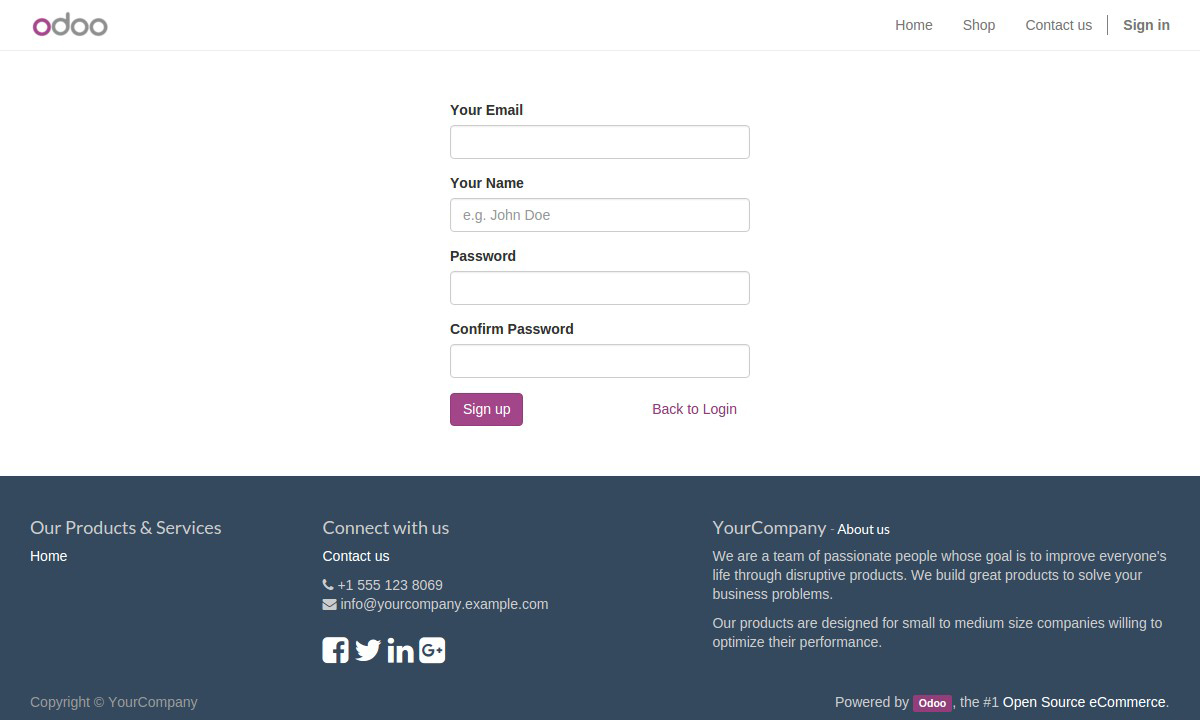 odoo
Home Shop Contact us Sign in
Your Email
Your Name
e.g. John Doe
Password
Confirm Password
Sign up Back to Login
Our Products & Services
Home
Connect with us
Contact us
+1 555 123 8069
info@yourcompany.example.com
YourCompany - About us
We are a team of passionate people whose goal is to improve everyone's
life through disruptive products. We build great products to solve your
business problems.
Our products are designed for small to medium size companies willing to
optimize their performance.
Copyright © YourCompany
Powered by Odoo, the #1 Open Source eCommerce.